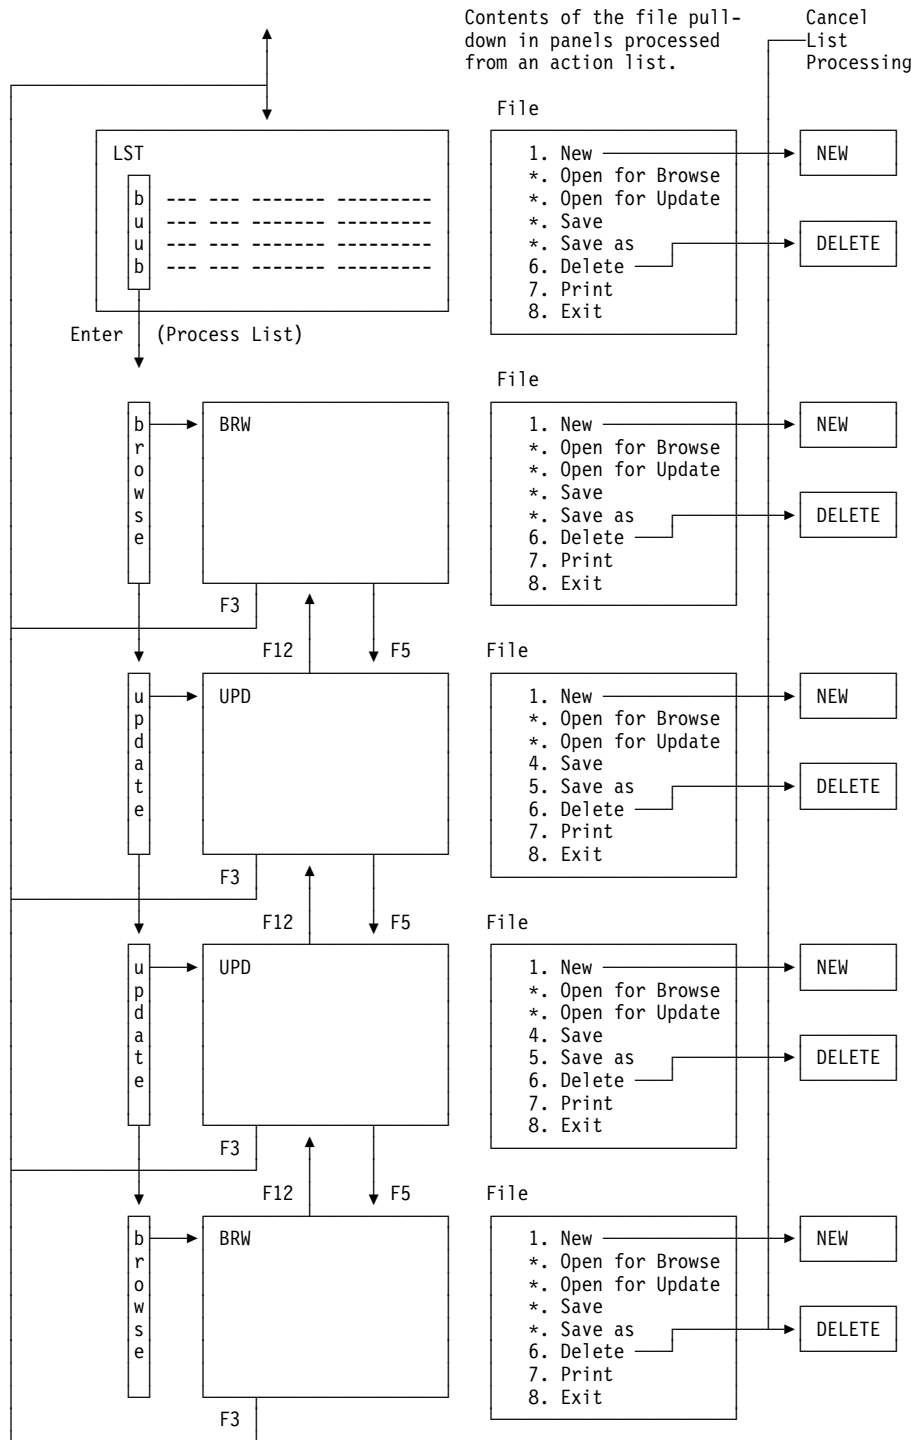 Contents of the file pull-
down in panels processed
from an action list.
Cancel
List
Processing
File
LST
b --- --- ------- ---------
u --- --- ------- ---------
u --- --- ------- ---------
b --- --- ------- ---------
1. New
*. Open for Browse
*. Open for Update
*. Save
*. Save as
6. Delete
7. Print
8. Exit
NEW
DELETE
Enter (Process List)
File
browse
BRW
1. New
*. Open for Browse
*. Open for Update
*. Save
*. Save as
6. Delete
7. Print
8. Exit
NEW
DELETE
F3
F12
F5
File
update
UPD
1. New
*. Open for Browse
*. Open for Update
4. Save
5. Save as
6. Delete
7. Print
8. Exit
NEW
DELETE
F3
F12
F5
File
update
UPD
1. New
*. Open for Browse
*. Open for Update
4. Save
5. Save as
6. Delete
7. Print
8. Exit
NEW
DELETE
F3
F12
F5
File
browse
BRW
1. New
*. Open for Browse
*. Open for Update
*. Save
*. Save as
6. Delete
7. Print
8. Exit
NEW
DELETE
F3